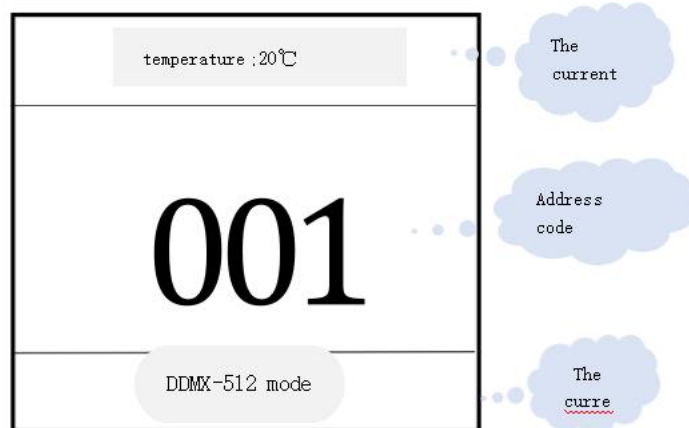 temperature :20℃
The
current
001
Address
code
DDMX-512 mode
The
curre